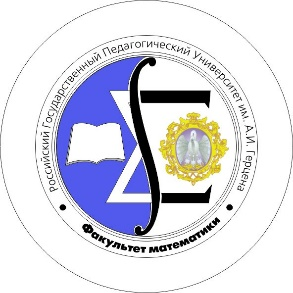 Российский Государственный Педагогический Университет им. А.И. Герцена
Факультет математики